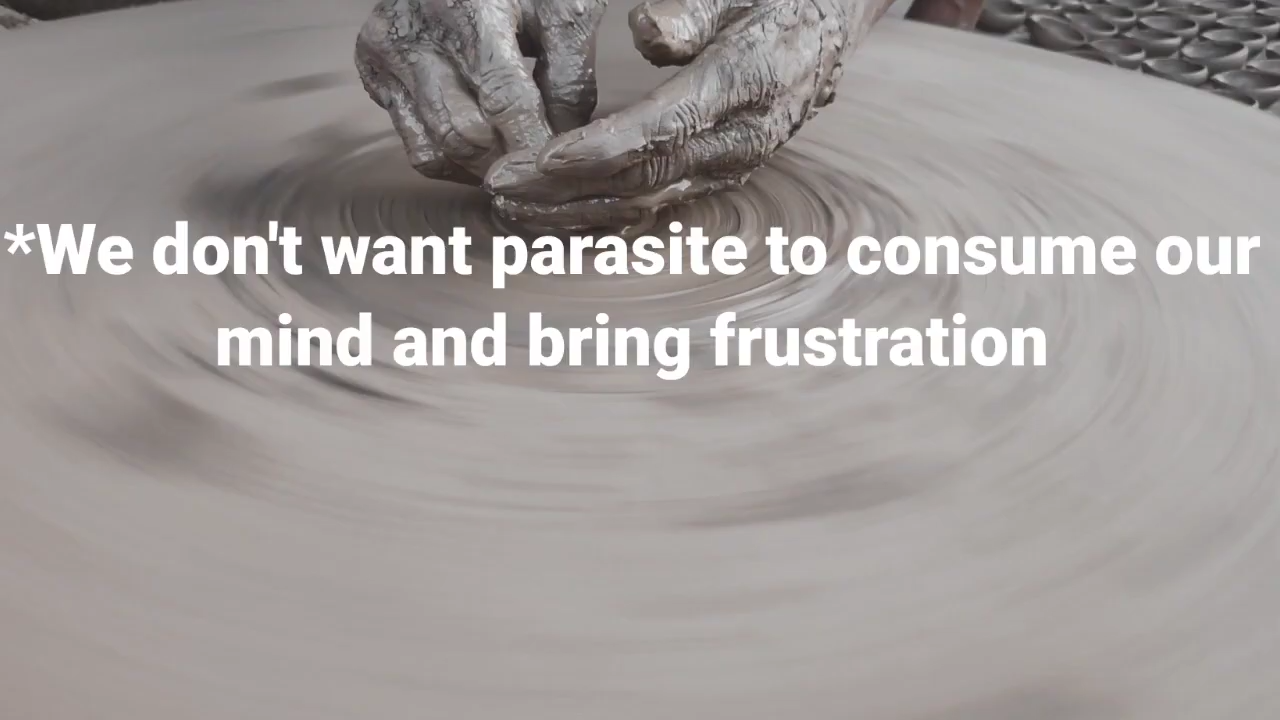 *We don't want parasite to consume our
mind and bring frustration